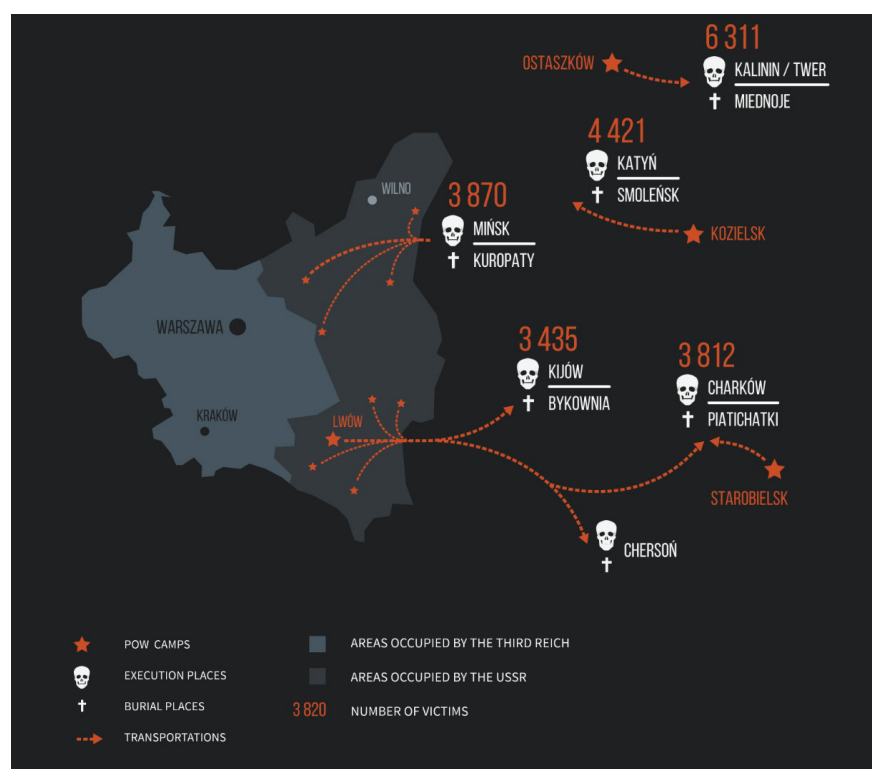 6 311
OSTASZKÓW
KALININ / TWER
MIEDNOJE
4 421
KATYŃ
SMOLEŃSK
WILNO
3 870
MIŃSK
KUROPATY
KOZIELSK
WARSZAWA
3 435
KIJÓW
BYKOWNIA
3 812
CHARKÓW
PIATICHATKI
KRAKÓW
LWÓW
STAROBIELSK
CHERSOŃ
POW CAMPS
EXECUTION PLACES
BURIAL PLACES
TRANSPORTATIONS
AREAS OCCUPIED BY THE THIRD REICH
AREAS OCCUPIED BY THE USSR
3 820 NUMBER OF VICTIMS